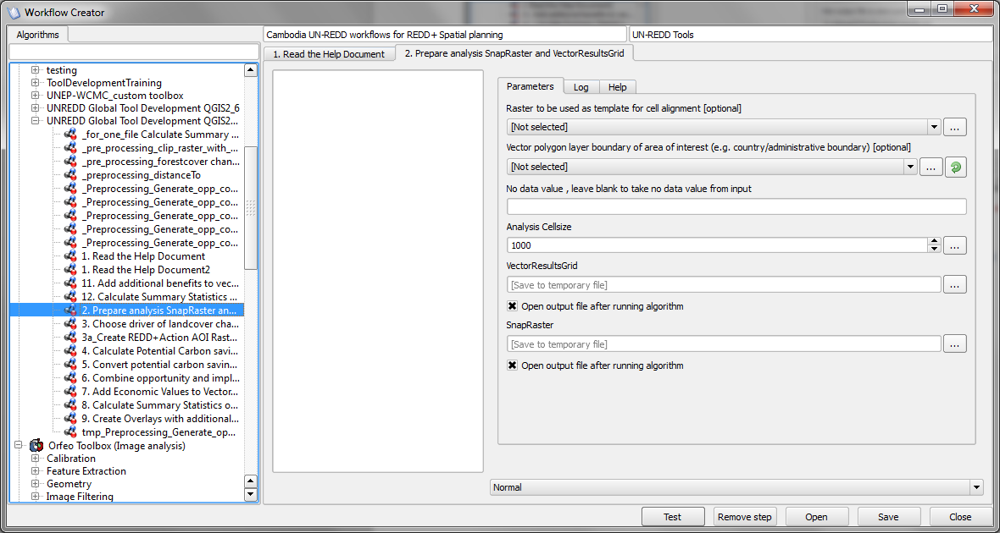 Workflow Creator
Algorithms
Cambodia UN-REDD workflows for REDD+ Spatial planning
UN-REDD Tools
1. Read the Help Document
2. Prepare analysis SnapRaster and VectorResultsGrid
testing
ToolDevelopmentTraining
UNEP-WCMC_custom toolbox
UNREDD Global Tool Development QGIS2_6
UNREDD Global Tool Development QGIS2...
_for_one_file Calculate Summary ...
_pre_processing_clip_raster_with_...
_pre_processing_forestcover chan...
_preprocessing_distanceTo
_Preprocessing_Generate_opp_co...
_Preprocessing_Generate_opp_co...
_Preprocessing_Generate_opp_co...
_Preprocessing_Generate_opp_co...
_Preprocessing_Generate_opp_co...
1. Read the Help Document
1. Read the Help Document2
11. Add additional benefits to vec...
12. Calculate Summary Statistics ...
2. Prepare analysis SnapRaster an...
3. Choose driver of landcover cha...
3a_Create REDD+Action AOI Rast...
4. Calculate Potential Carbon savi...
5. Convert potential carbon savin...
6. Combine opportunity and impl...
7. Add Economic Values to Vector...
8. Calculate Summary Statistics o...
9. Create Overlays with additional...
tmp_Preprocessing_Generate_op...
Orfeo Toolbox (Image analysis)
Calibration
Feature Extraction
Geometry
Image Filtering
Parameters
Log
Help
Raster to be used as template for cell alignment [optional]
[Not selected]
...
Vector polygon layer boundary of area of interest (e.g. country/administrative boundary) [optional]
[Not selected]
...
No data value , leave blank to take no data value from input
Analysis Cellsize
1000
...
VectorResultsGrid
[Save to temporary file]
...
Open output file after running algorithm
SnapRaster
[Save to temporary file]
...
Open output file after running algorithm
Normal
Test
Remove step
Open
Save
Close